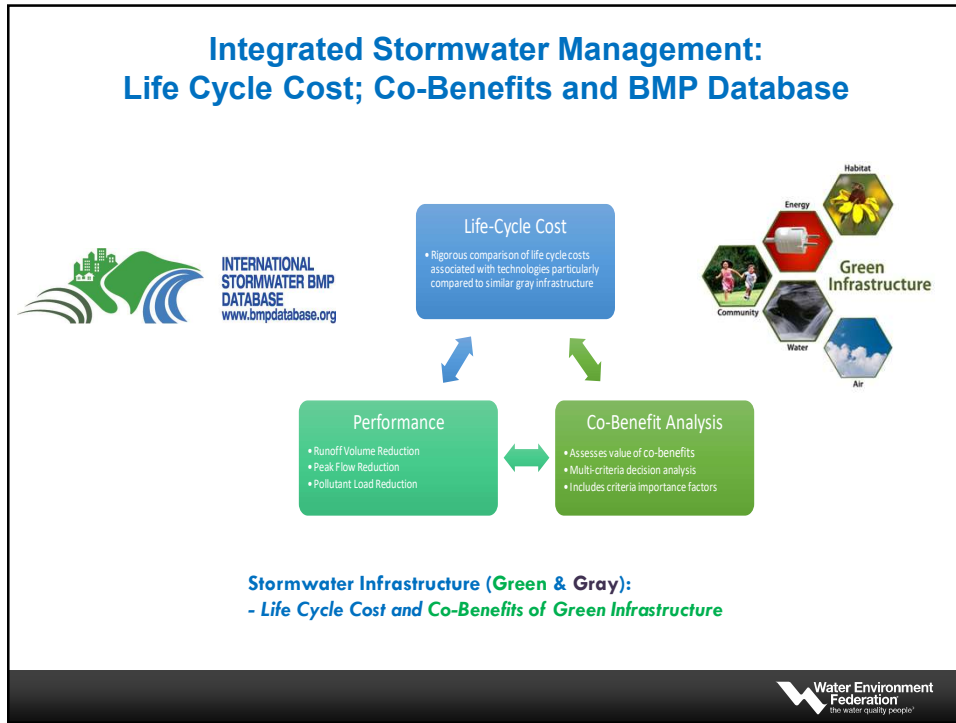 Integrated Stormwater Management:
Life Cycle Cost; Co-Benefits and BMP Database
INTERNATIONAL
STORMWATER BMP
DATABASE
www.bmpdatabase.org
Life-Cycle Cost
• Rigorous comparison of life cycle costs
associated with technologies particularly
compared to similar gray infrastructure
Habitat
Energy
Green
Infrastructure
Community
Water
Air
Performance
• Runoff Volume Reduction
• Peak Flow Reduction
• Pollutant Load Reduction
Co-Benefit Analysis
• Assesses value of co-benefits
• Multi-criteria decision analysis
• Includes criteria importance factors
Stormwater Infrastructure (Green & Gray):
- Life Cycle Cost and Co-Benefits of Green Infrastructure
Water Environment
Federation
the water quality people®